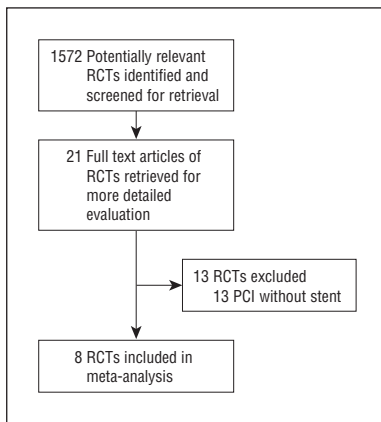 1572 Potentially relevant
RCTs identified and
screened for retrieval
21 Full text articles of
RCTs retrieved for
more detailed
evaluation
13 RCTs excluded
13 PCI without stent
8 RCTs included in
meta-analysis